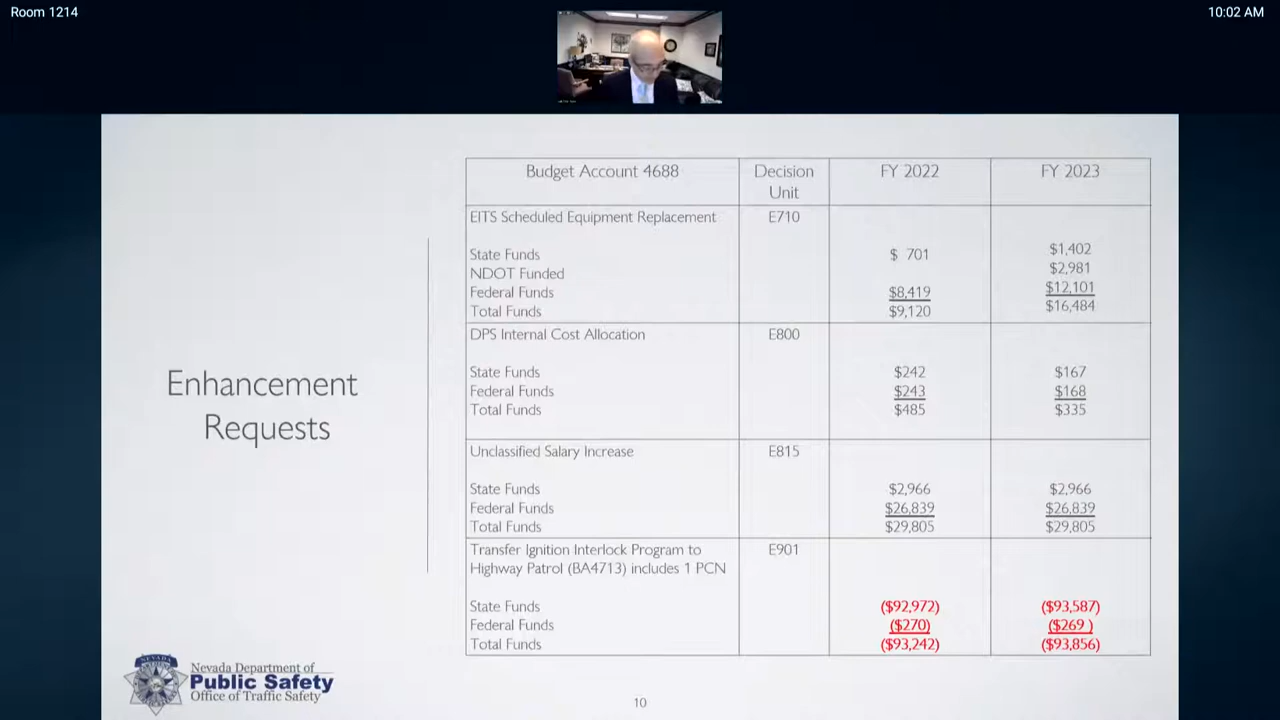 Room 1214
10:02 AM
Budget Account 4688 Decision Unit FY 2022 FY 2023
EITS Scheduled Equipment Replacement E710
State Funds $ 701 $1,402
NDOT Funded $2,981
Federal Funds $8,419 $12,101
Total Funds $9,120 $16,484
DPS Internal Cost Allocation E800
State Funds $242 $167
Federal Funds $243 $168
Total Funds $485 $335
Unclassified Salary Increase E815
State Funds $2,966 $2,966
Federal Funds $26,839 $26,839
Total Funds $29,805 $29,805
Transfer Ignition Interlock Program to E901
Highway Patrol (BA4713) includes 1 PCN
State Funds ($92,972) ($93,587)
Federal Funds ($270) ($269 )
Total Funds ($93,242) ($93,856)
Enhancement
Requests
NEVADA
Nevada Department of
Public Safety
Office of Traffic Safety
10